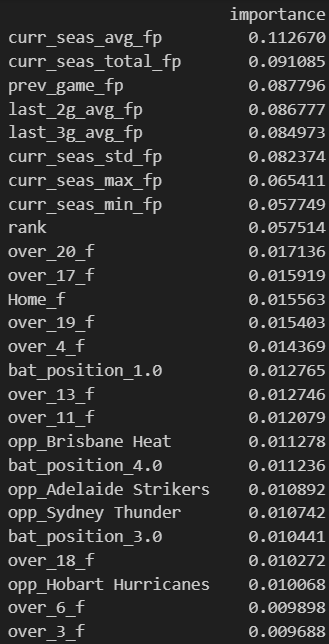 importance
curr_seas_avg_fp 0.112670
curr_seas_total_fp 0.091085
prev_game_fp 0.087796
last_2g_avg_fp 0.086777
last_3g_avg_fp 0.084973
curr_seas_std_fp 0.082374
curr_seas_max_fp 0.065411
curr_seas_min_fp 0.057749
rank 0.057514
over_20_f 0.017136
over_17_f 0.015919
Home_f 0.015563
over_19_f 0.015403
over_4_f 0.014369
bat_position_1.0 0.012765
over_13_f 0.012746
over_11_f 0.012079
opp_Brisbane Heat 0.011278
bat_position_4.0 0.011236
opp_Adelaide Strikers 0.010892
opp_Sydney Thunder 0.010742
bat_position_3.0 0.010441
over_18_f 0.010272
opp_Hobart Hurricanes 0.010068
over_6_f 0.009898
over_3_f 0.009688